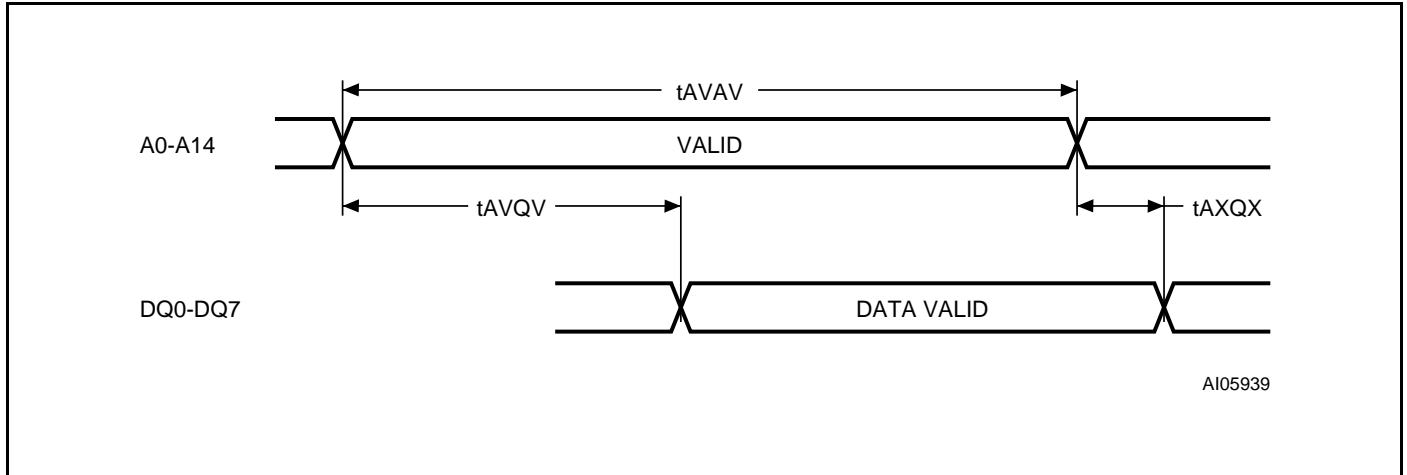 tAVAV
A0-A14
VALID
tAVQV
tAXQX
DQ0-DQ7
DATA VALID
AI05939